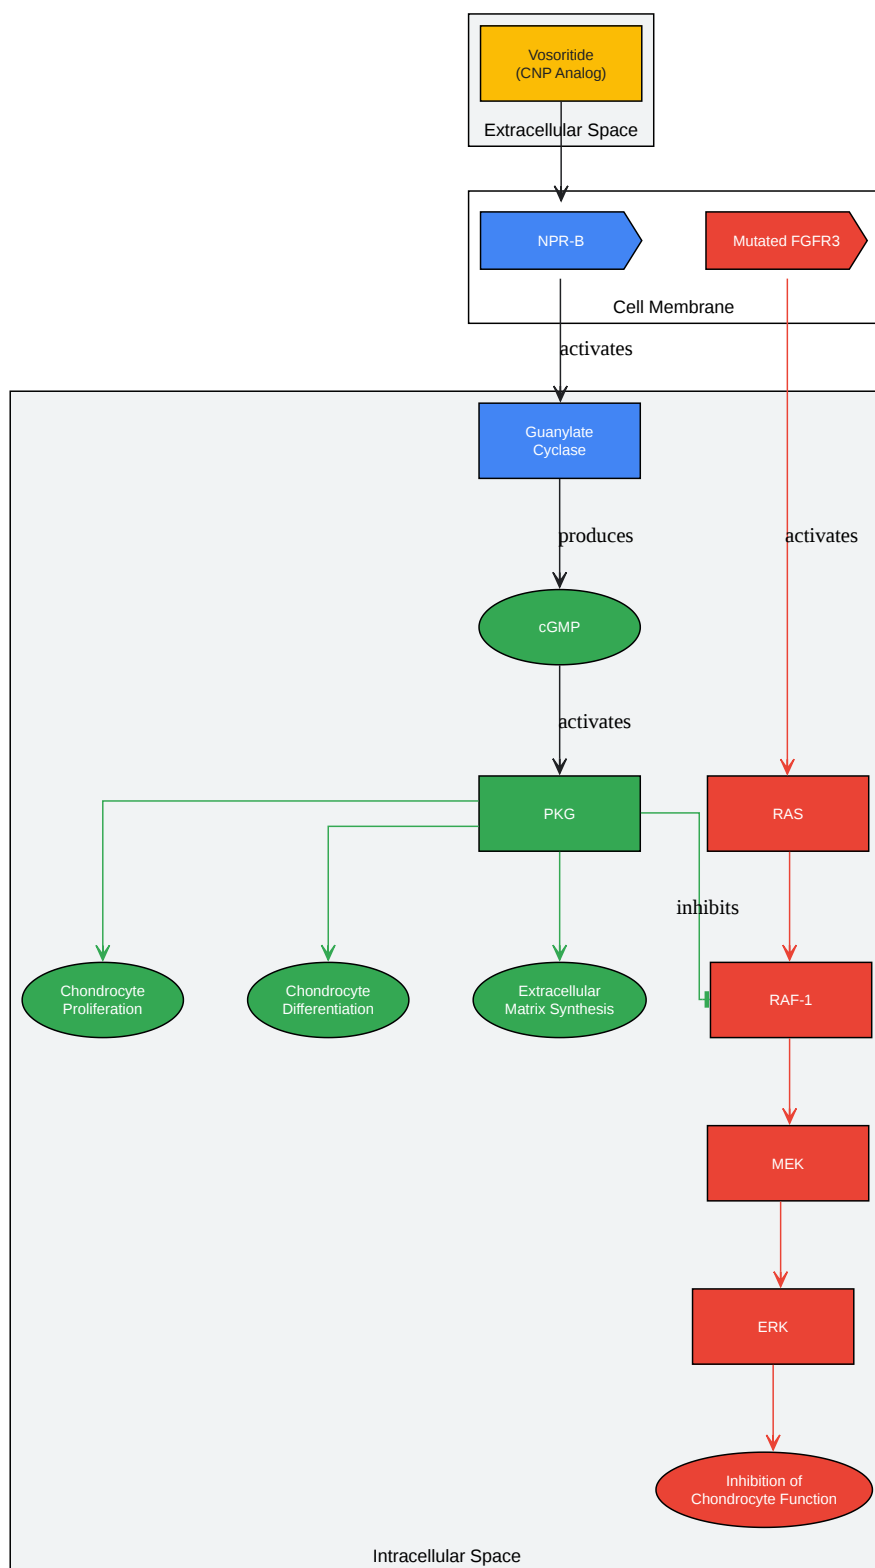 Vosoritide
(CNP Analog)
Extracellular Space
NPR-B
Mutated FGFR3
Cell Membrane
activates
Guanylate
Cyclase
produces
activates
cGMP
activates
PKG
RAS
inhibits
Chondrocyte
Proliferation
Chondrocyte
Differentiation
Extracellular
Matrix Synthesis
RAF-1
MEK
ERK
Inhibition of
Chondrocyte Function
Intracellular Space